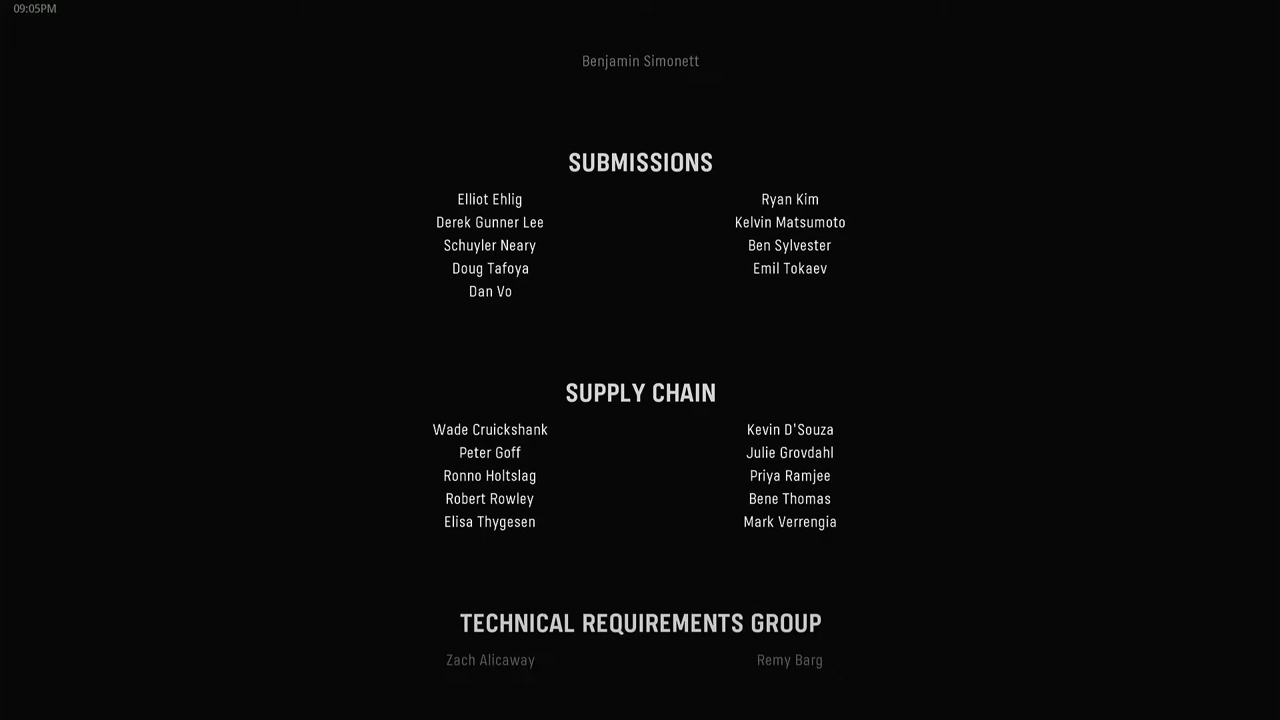 09:05PM
Benjamin Simonett
SUBMISSIONS
Elliot Ehlig Ryan Kim
Derek Gunner Lee Kelvin Matsumoto
Schuyler Neary Ben Sylvester
Doug Tafoya Emil Tokaev
Dan Vo
SUPPLY CHAIN
Wade Cruickshank Kevin D'Souza
Peter Goff Julie Grovdahl
Ronno Holtslag Priya Ramjee
Robert Rowley Bene Thomas
Elisa Thygesen Mark Verrengia
TECHNICAL REQUIREMENTS GROUP
Zach Alicaway Remy Barg